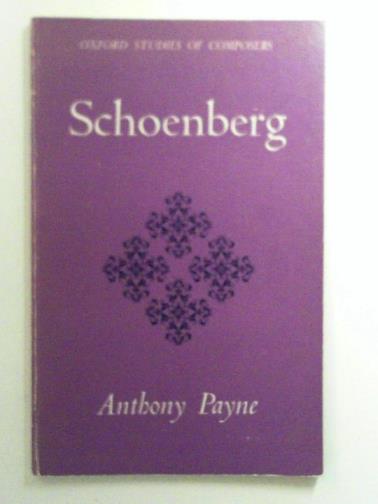 OXFORD STUDIES OF COMPOSERS
Schoenberg
Anthony Payne